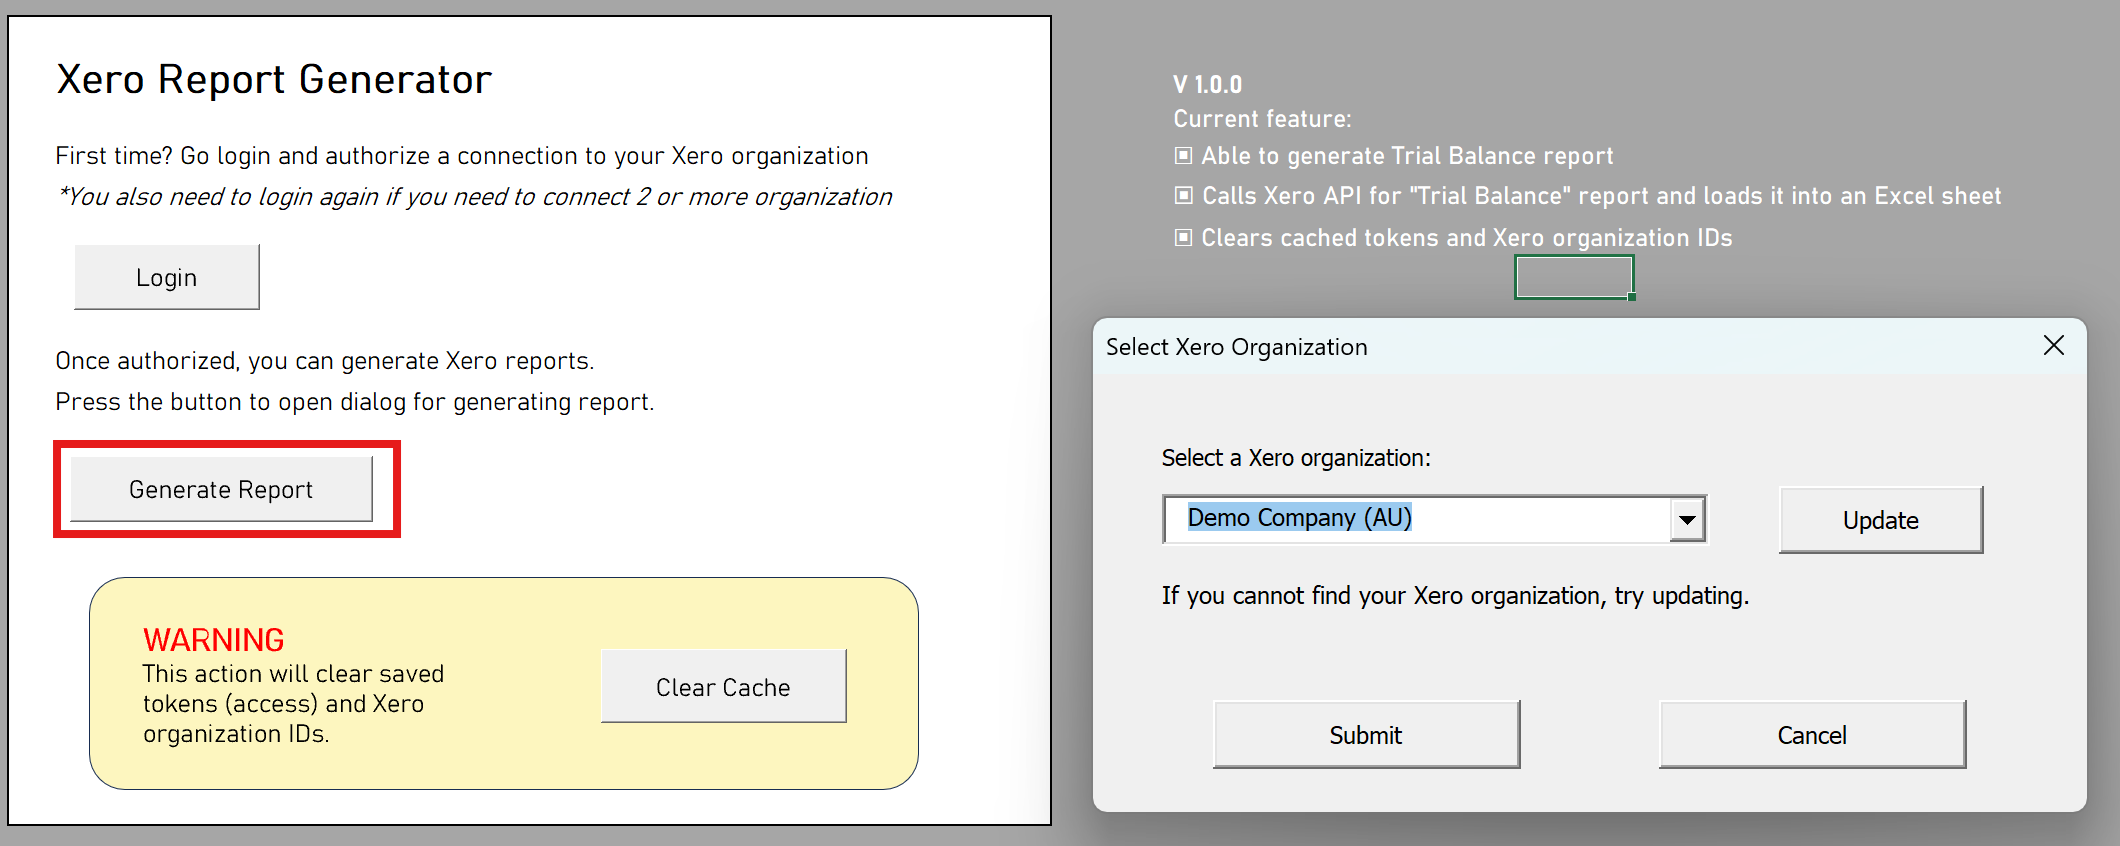 Xero Report Generator
First time? Go login and authorize a connection to your Xero organization
*You also need to login again if you need to connect 2 or more organization
Login
Once authorized, you can generate Xero reports.
Press the button to open dialog for generating report.
Generate Report
WARNING
This action will clear saved
tokens (access) and Xero
organization IDs.
Clear Cache
V 1.0.0
Current feature:
▣ Able to generate Trial Balance report
▣ Calls Xero API for "Trial Balance" report and loads it into an Excel sheet
▣ Clears cached tokens and Xero organization IDs
Select Xero Organization
Select a Xero organization:
Demo Company (AU)
Update
If you cannot find your Xero organization, try updating.
Submit
Cancel